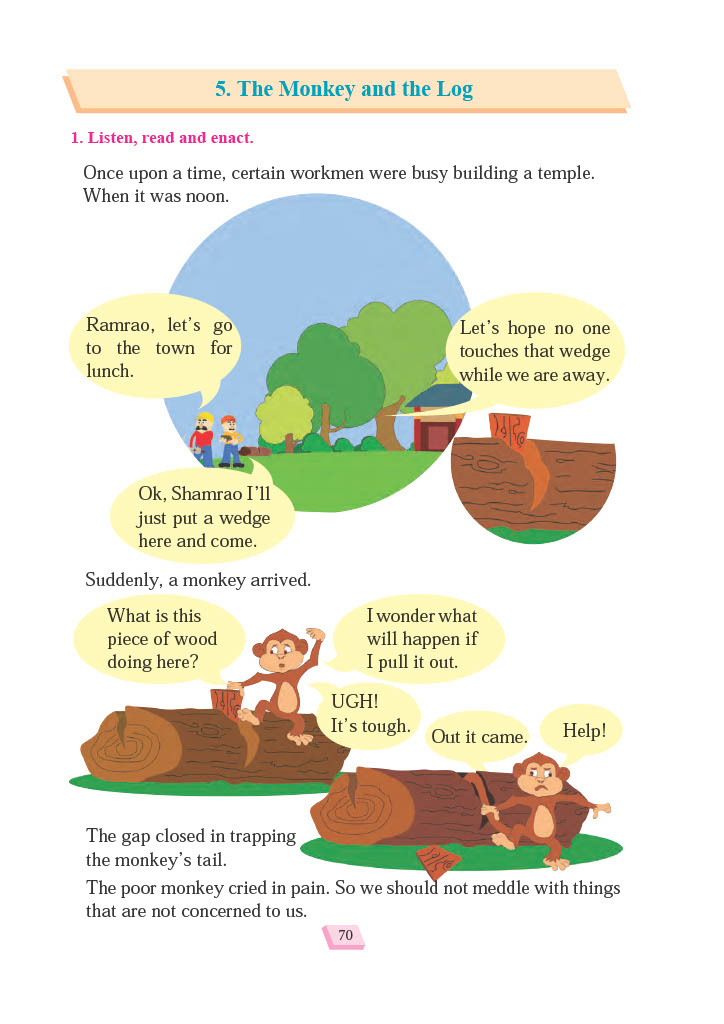 5. The Monkey and the Log
1. Listen, read and enact.
Once upon a time, certain workmen were busy building a temple.
When it was noon.
Ramrao, let's go
to the town for
lunch.
Let's hope no one
touches that wedge
while we are away.
Ok, Shamrao I'll
just put a wedge
here and come.
Suddenly, a monkey arrived.
What is this
piece of wood
doing here?
I wonder what
will happen if
I pull it out.
UGH!
It's tough.
Out it came.
Help!
The gap closed in trapping
the monkey's tail.
The poor monkey cried in pain. So we should not meddle with things
that are not concerned to us.
70